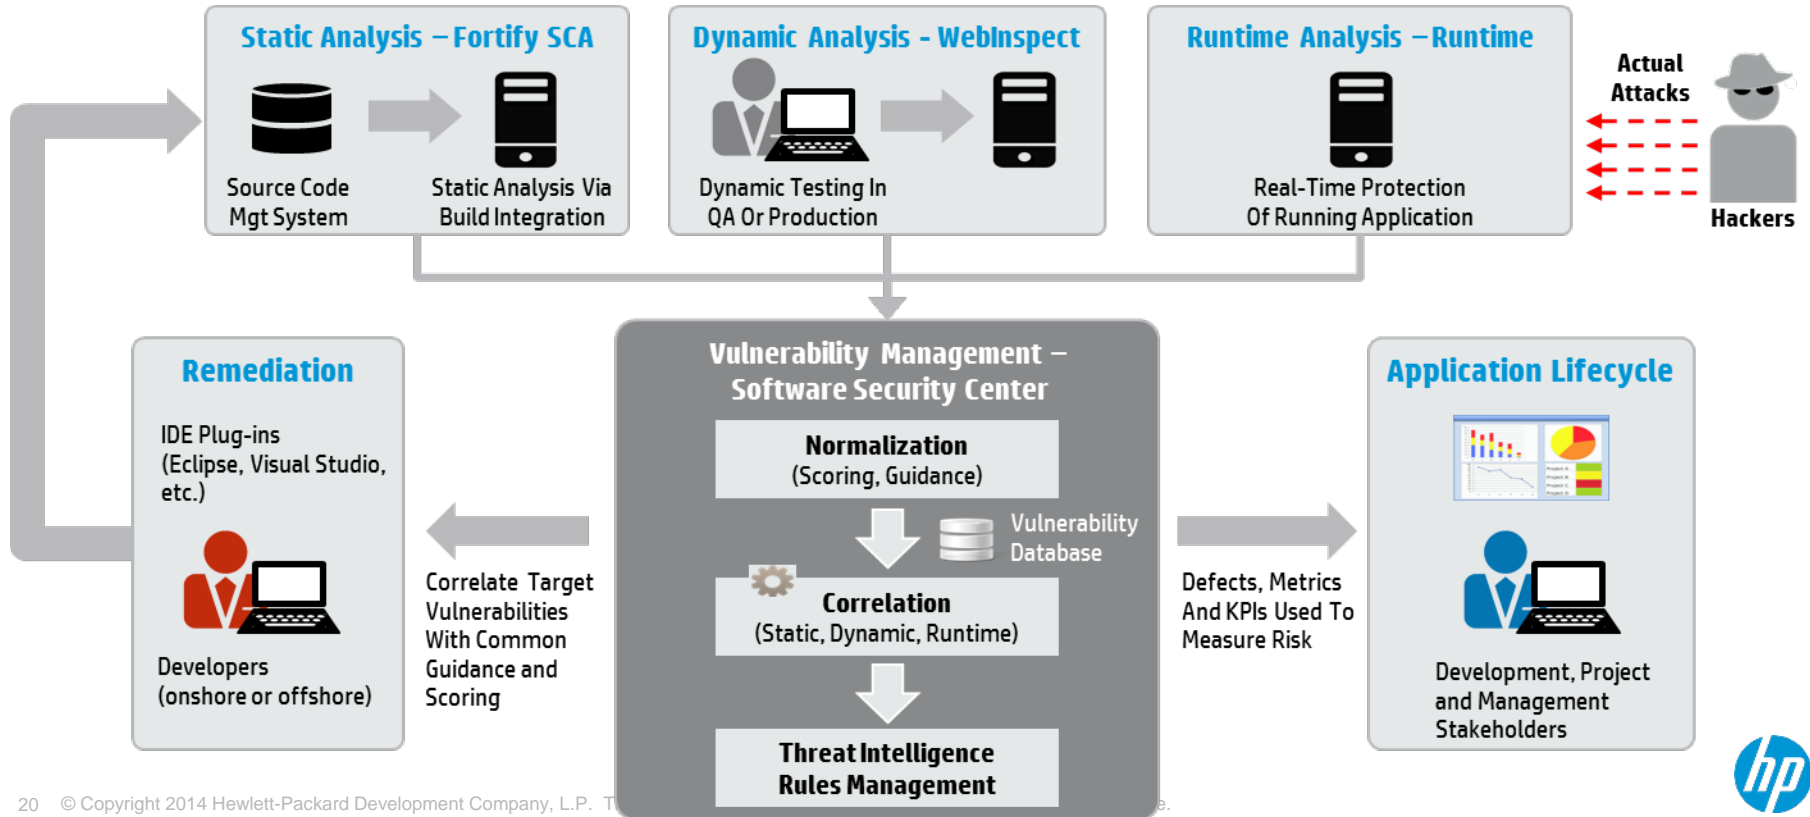 Static Analysis – Fortify SCA
Source Code
Mgt System
Static Analysis Via
Build Integration
Dynamic Analysis - WebInspect
Dynamic Testing In
QA Or Production
Runtime Analysis – Runtime
Real-Time Protection
Of Running Application
Actual
Attacks
Hackers
Remediation
IDE Plug-ins
(Eclipse, Visual Studio,
etc.)
Developers
(onshore or offshore)
Correlate Target
Vulnerabilities
With Common
Guidance and
Scoring
Vulnerability Management –
Software Security Center
Normalization
(Scoring, Guidance)
Vulnerability
Database
Correlation
(Static, Dynamic, Runtime)
Threat Intelligence
Rules Management
Defects, Metrics
And KPIs Used To
Measure Risk
Application Lifecycle
Project A
Project B
Project C
Project D
Development, Project
and Management
Stakeholders
20 © Copyright 2014 Hewlett-Packard Development Company, L.P.
hp